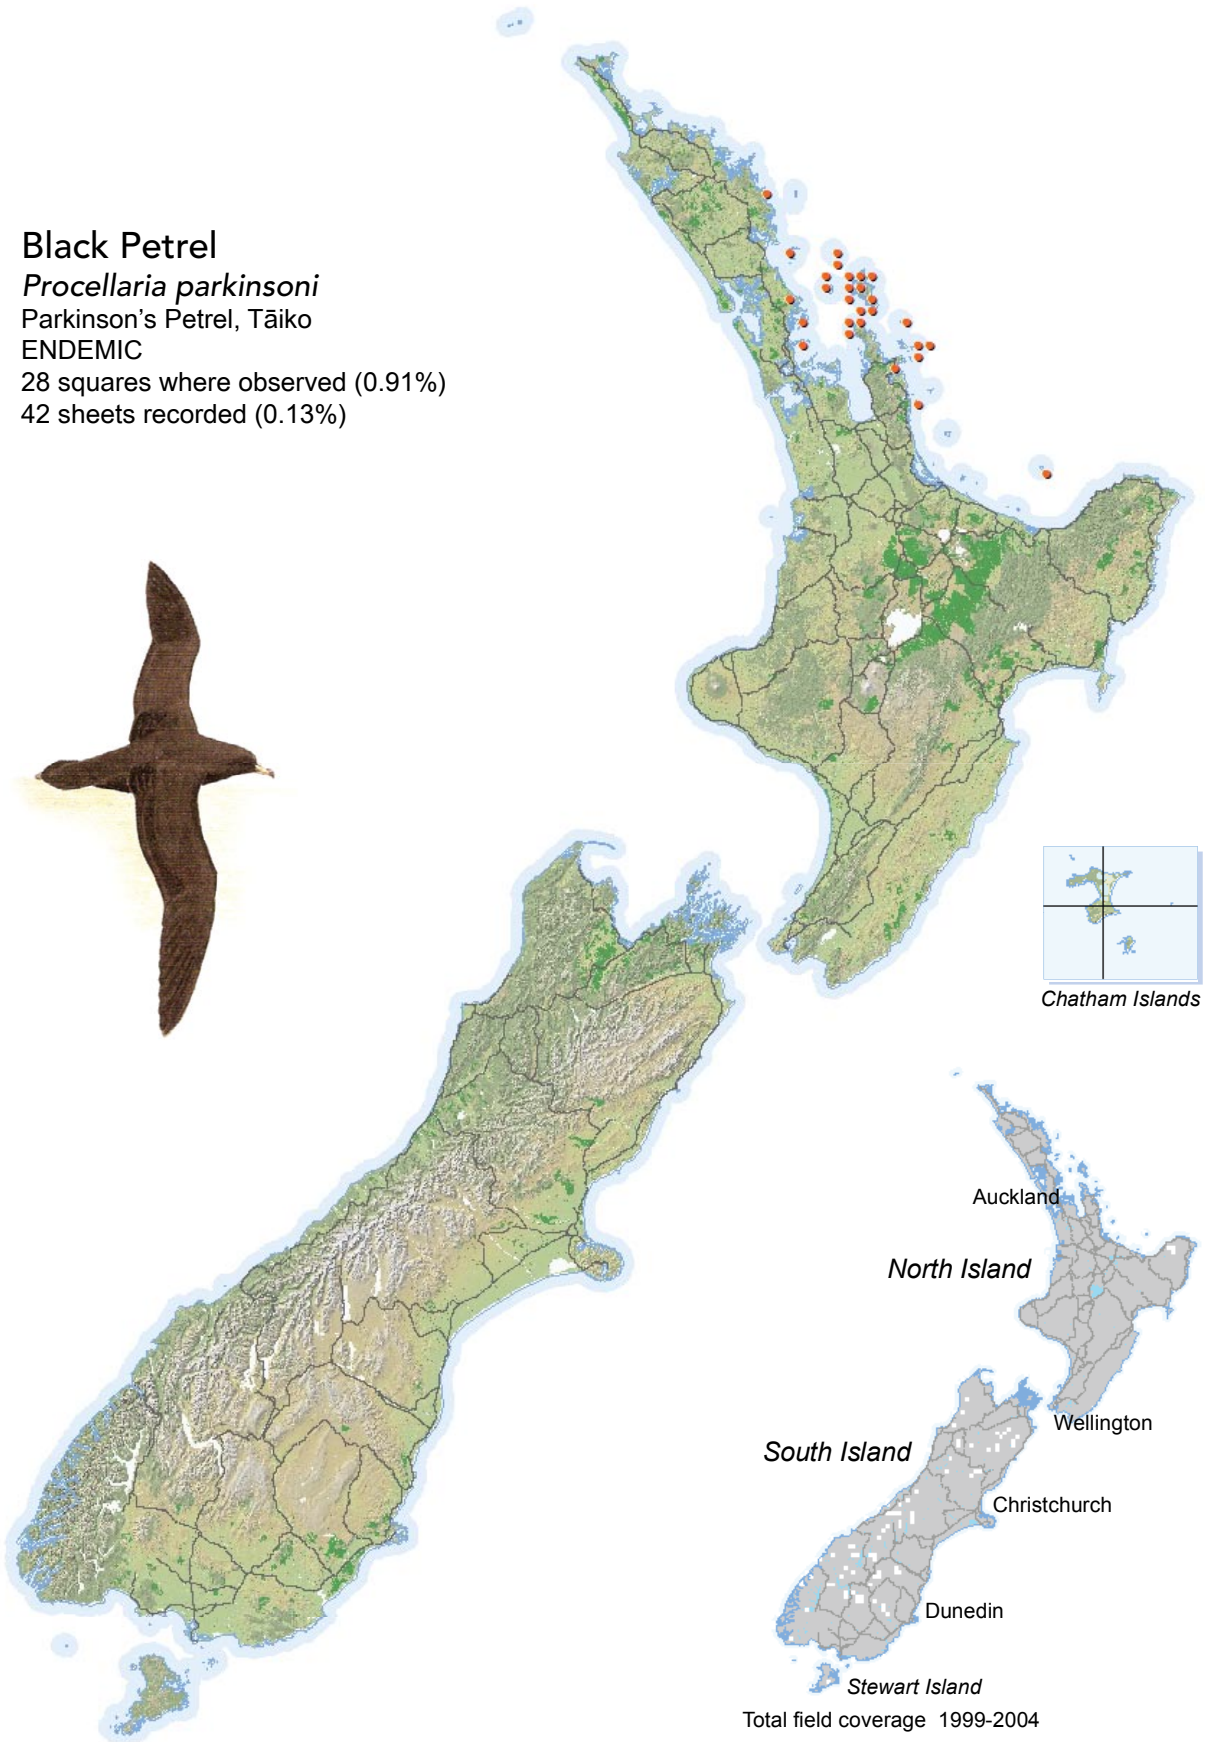 Black Petrel
Procellaria parkinsoni
Parkinson's Petrel, Tāiko
ENDEMIC
28 squares where observed (0.91%)
42 sheets recorded (0.13%)
Chatham Islands
Auckland
North Island
Wellington
South Island
Christchurch
Dunedin
Stewart Island
Total field coverage 1999-2004